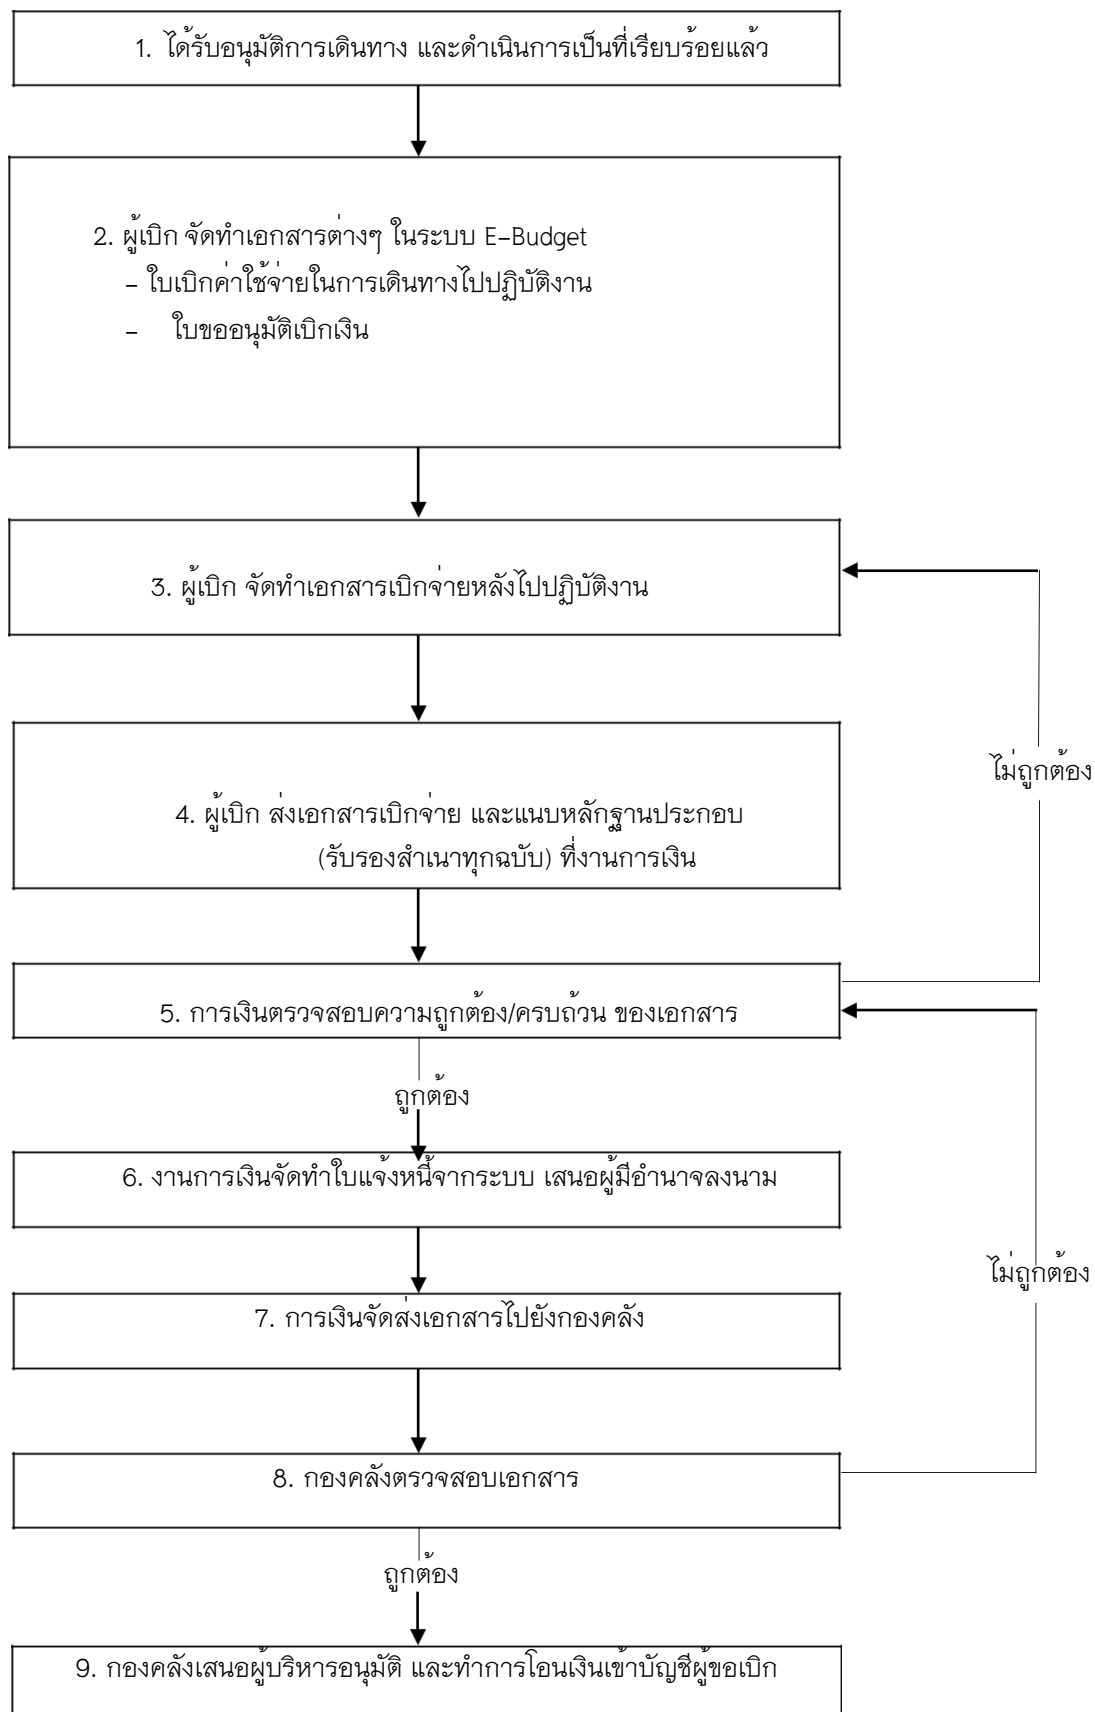 1. ได้รับอนุมัติการเดินทาง และดำเนินการเป็นที่เรียบร้อยแล้ว
2. ผู้เบิก จัดทำเอกสารต่างๆ ในระบบ E-Budget
- ใบเบิกค่าใช้จ่ายในการเดินทางไปปฏิบัติงาน
- ใบขออนุมัติเบิกเงิน
3. ผู้เบิก จัดทำเอกสารเบิกจ่ายหลังไปปฏิบัติงาน
ไม่ถูกต้อง
4. ผู้เบิก ส่งเอกสารเบิกจ่าย และแนบหลักฐานประกอบ
(รับรองสำเนาทุกฉบับ) ที่งานการเงิน
5. การเงินตรวจสอบความถูกต้อง/ครบถ้วน ของเอกสาร
ถูกต้อง
6. งานการเงินจัดทำใบแจ้งหนี้จากระบบ เสนอผู้มีอำนาจลงนาม
ไม่ถูกต้อง
7. การเงินจัดส่งเอกสารไปยังกองคลัง
8. กองคลังตรวจสอบเอกสาร
ถูกต้อง
9. กองคลังเสนอผู้บริหารอนุมัติ และทำการโอนเงินเข้าบัญชีผู้ขอเบิก